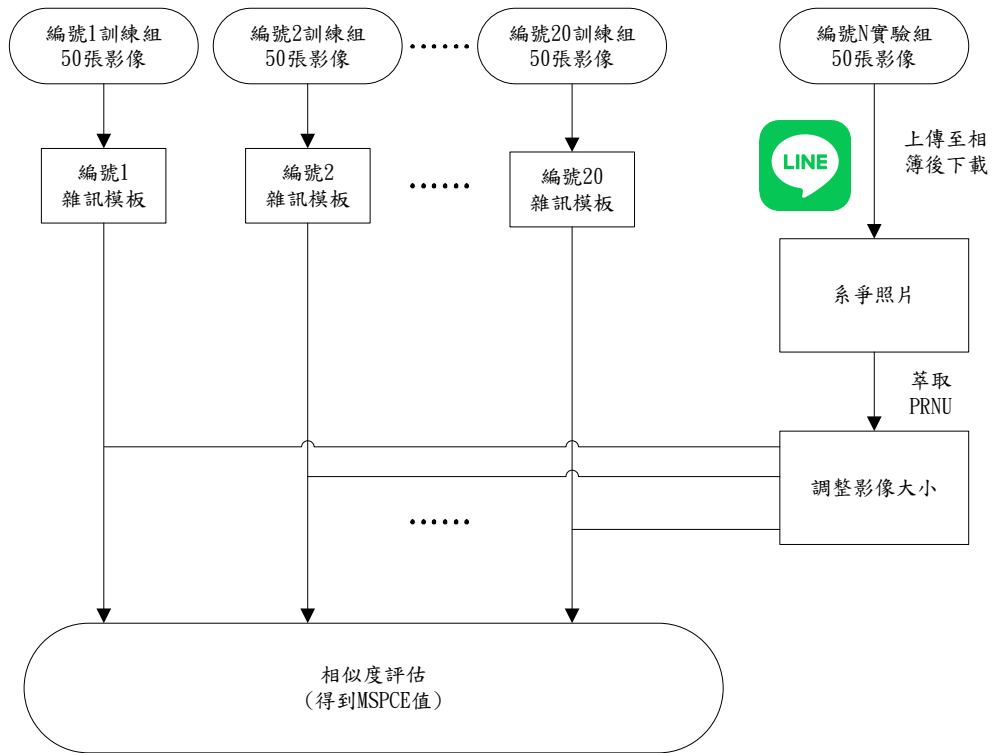 編號1訓練組
50張影像
編號2訓練組
50張影像
······
編號20訓練組
50張影像
編號N實驗組
50張影像
LINE
上傳至相
簿後下載
編號1
雜訊模板
編號2
雜訊模板
······
編號20
雜訊模板
系爭照片
萃取
PRNU
調整影像大小
······
相似度評估
(得到MSPCE值)